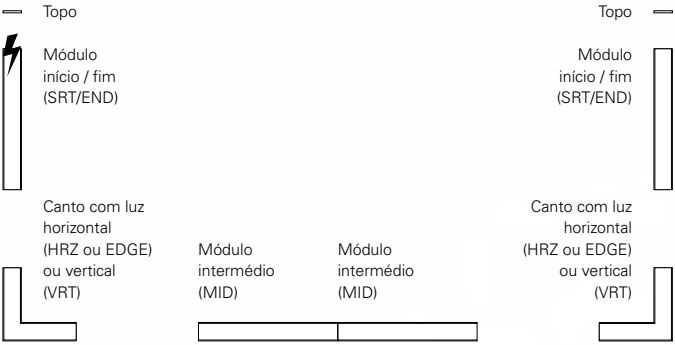 Topo
Módulo
início / fim
(SRT/END)
Canto com luz
horizontal
(HRZ ou EDGE)
ou vertical
(VRT)
Módulo
intermédio
(MID)
Módulo
intermédio
(MID)
Topo
Módulo
início / fim
(SRT/END)
Canto com luz
horizontal
(HRZ ou EDGE)
ou vertical
(VRT)